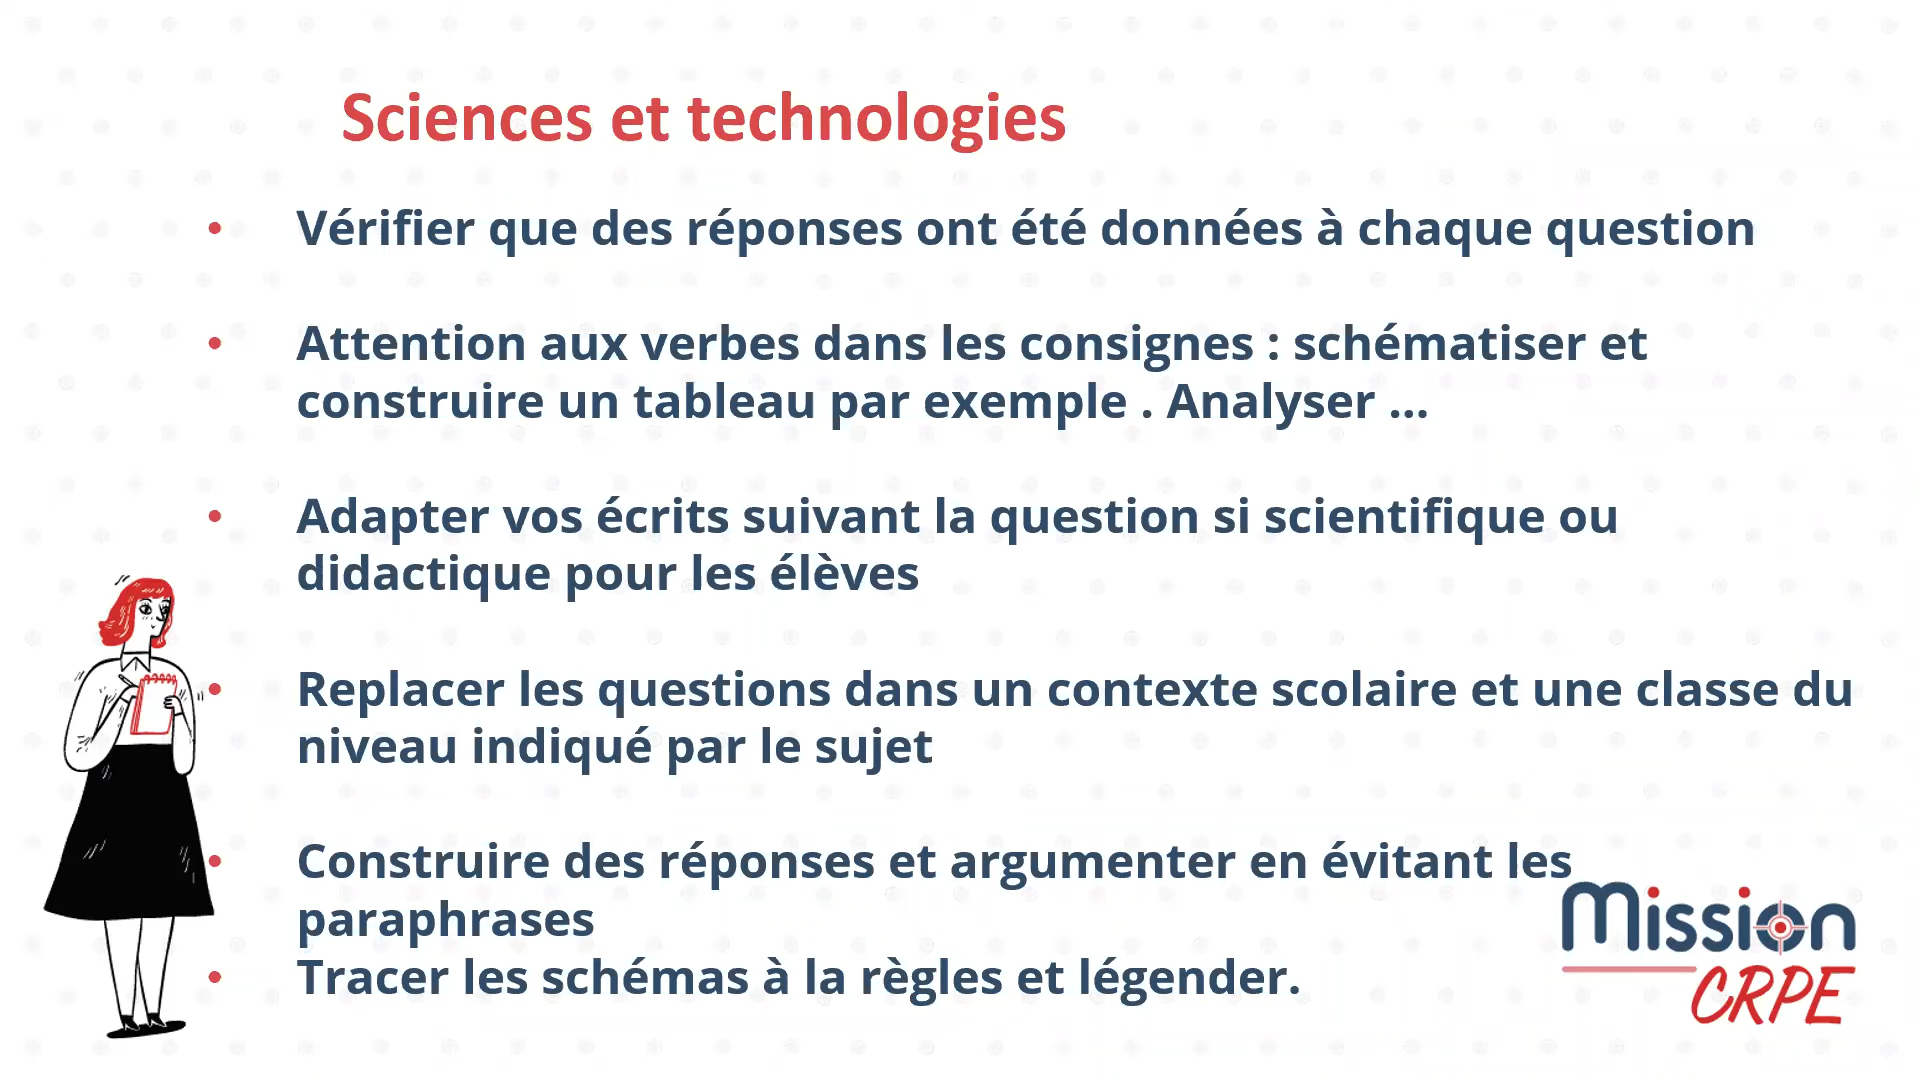 Sciences et technologies
• Vérifier que des réponses ont été données à chaque question
• Attention aux verbes dans les consignes : schématiser et
construire un tableau par exemple . Analyser ...
• Adapter vos écrits suivant la question si scientifique ou
didactique pour les élèves
• Replacer les questions dans un contexte scolaire et une classe du
niveau indiqué par le sujet
• Construire des réponses et argumenter en évitant les
paraphrases
• Tracer les schémas à la règles et légender.
Mission
CRPE